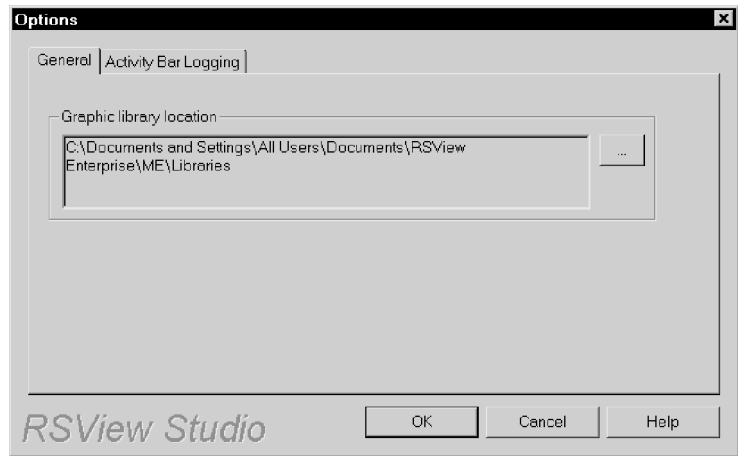 Options
General
Activity Bar Logging
Graphic library location
C:\Documents and Settings\All Users\Documents\RSView
Enterprise\ME\Libraries
...
RSView Studio
OK
Cancel
Help